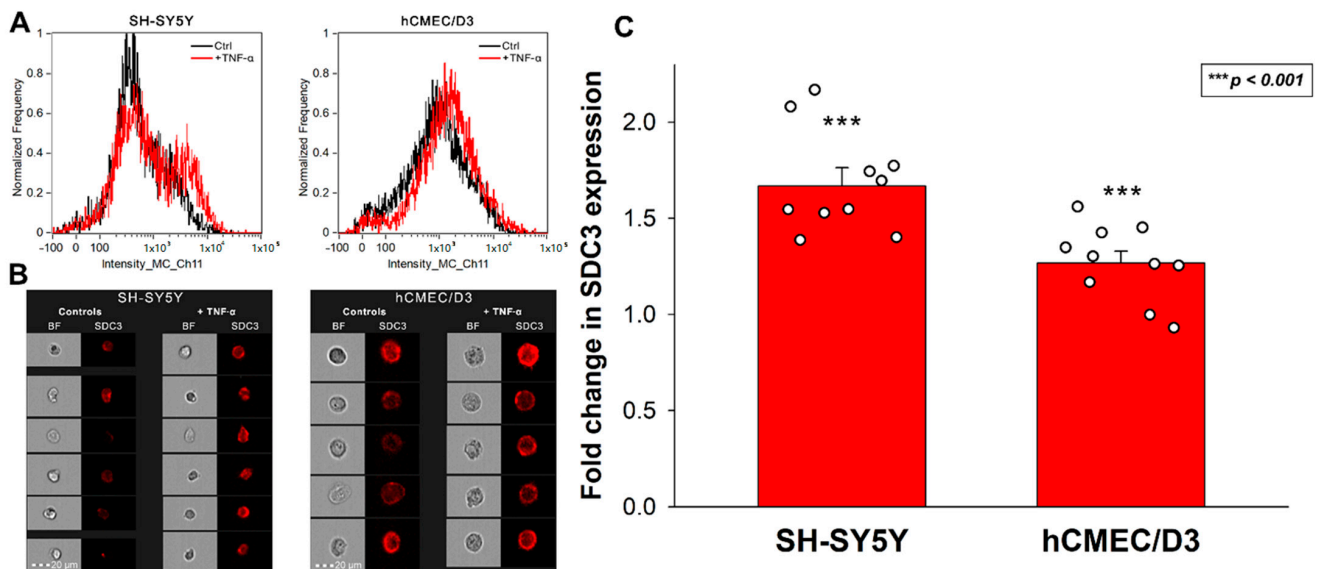 A
SH-SY5Y
Normalized Frequency
1
0.8
0.6
0.4
0.2
0
Ctrl
+TNF-α
-100 0 100 1x10³ 1x10⁴ 1x10⁵
Intensity_MC_Ch11
hCMEC/D3
Normalized Frequency
1
0.8
0.6
0.4
0.2
0
Ctrl
+TNF-α
-100 0 100 1x10³ 1x10⁴ 1x10⁵
Intensity_MC_Ch11
B
SH-SY5Y
Controls + TNF-α
BF SDC3 BF SDC3
20 µm
hCMEC/D3
Controls + TNF-α
BF SDC3 BF SDC3
20 µm
C
Fold change in SDC3 expression
2.0
1.5
1.0
0.5
0.0
***
***
*** p < 0.001
SH-SY5Y hCMEC/D3